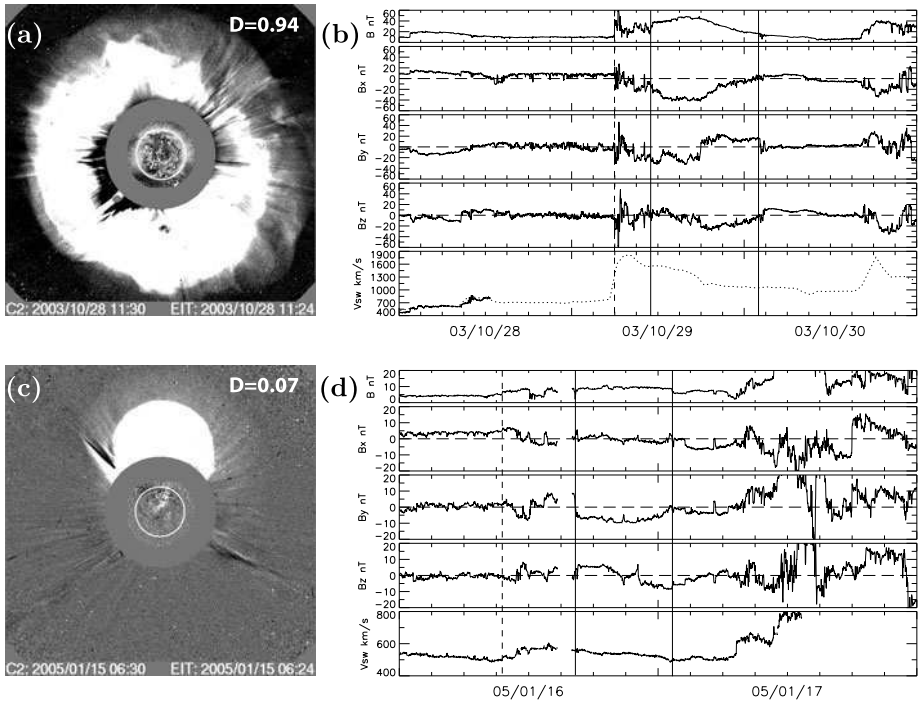 (a)
D=0.94
C2: 2003/10/28 11:30 EIT: 2003/10/28 11:24
(b)
B nT
40
20
0
Bx nT
60
40
20
0
−20
−40
−60
By nT
60
40
20
0
−20
−40
−60
Bz nT
60
40
20
0
−20
−40
−60
Vsw km/s
1900
1600
1300
1000
700
400
03/10/28 03/10/29 03/10/30
(c)
D=0.07
C2: 2005/01/15 06:30 EIT: 2005/01/15 06:24
(d)
B nT
20
10
0
Bx nT
20
10
0
−10
−20
By nT
20
10
0
−10
−20
Bz nT
20
10
0
−10
−20
Vsw km/s
800
600
400
05/01/16 05/01/17